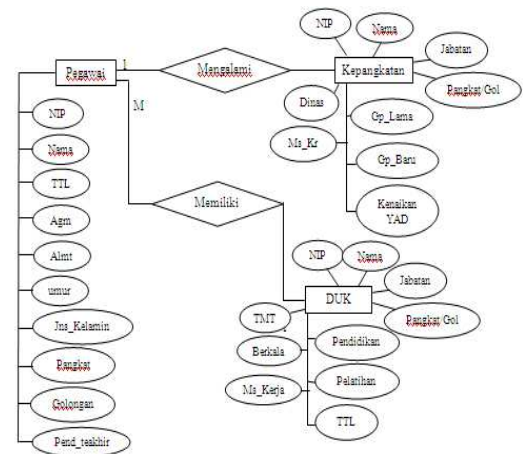 NIP
Nama
Jabatan
Pegawai
1
Mengalami
Kepangkatan
Pangkat/Gol
M
Dinas
Gp_Lama
Ms_Kr
Gp_Baru
Kenaikan
YAD
NIP
Nama
TTL
Agm
Almt
umur
Jns_Kelamin
Pangkat
Golongan
Pend_teakhir
Memiliki
NIP
Nama
Jabatan
DUK
TMT
Pangkat/Gol
Berkala
Pendidikan
Ms_Kerja
Pelatihan
TTL